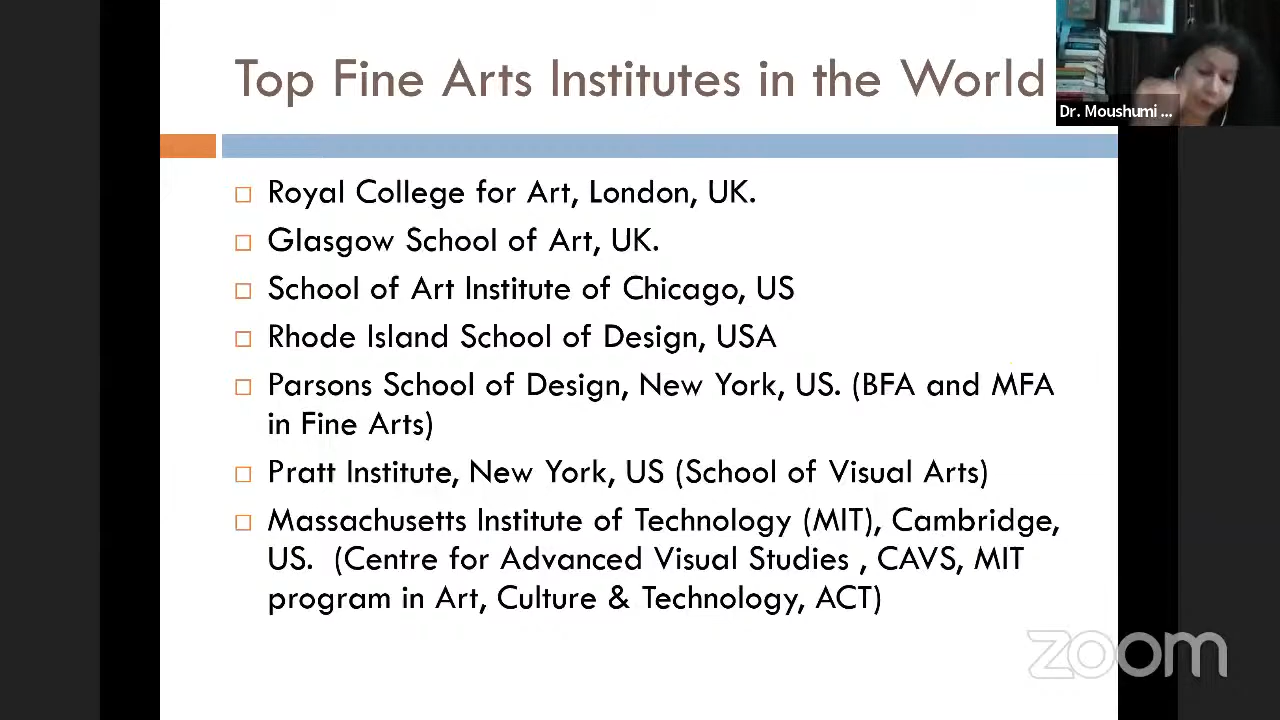 Top Fine Arts Institutes in the World
Dr. Moushumi ...
Royal College for Art, London, UK.
Glasgow School of Art, UK.
School of Art Institute of Chicago, US
Rhode Island School of Design, USA
Parsons School of Design, New York, US. (BFA and MFA
in Fine Arts)
Pratt Institute, New York, US (School of Visual Arts)
Massachusetts Institute of Technology (MIT), Cambridge,
US.  (Centre for Advanced Visual Studies , CAVS, MIT
program in Art, Culture & Technology, ACT)
zoom